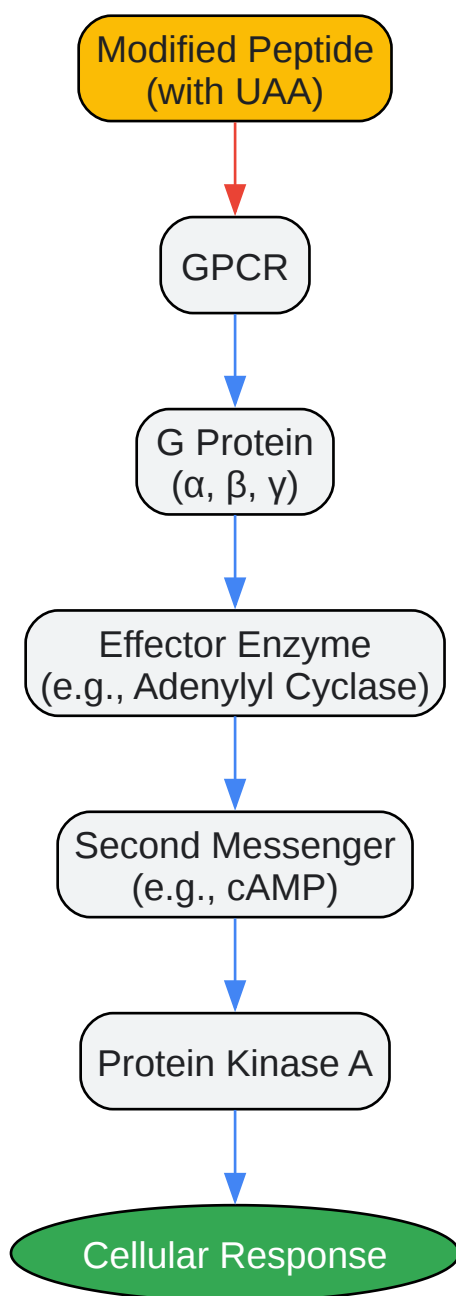 Modified Peptide
(with UAA)
GPCR
G Protein
(α, β, γ)
Effector Enzyme
(e.g., Adenylyl Cyclase)
Second Messenger
(e.g., cAMP)
Protein Kinase A
Cellular Response